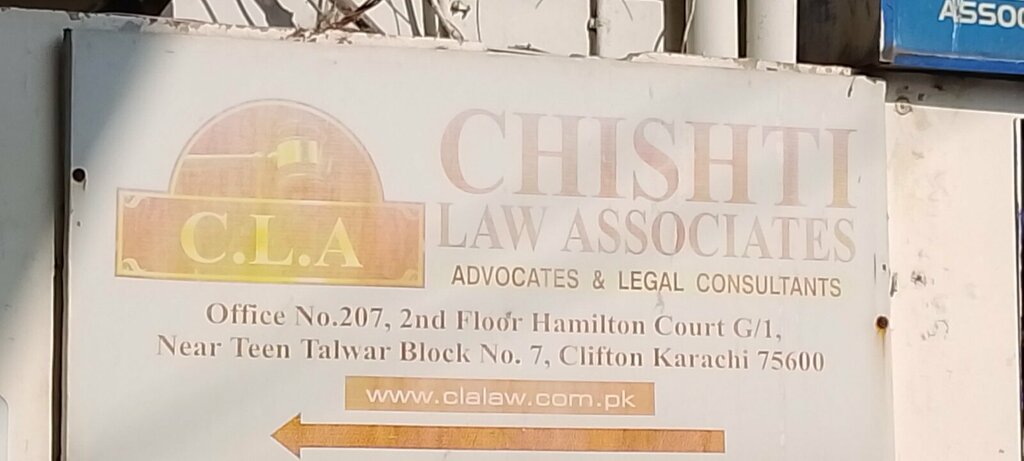 ASSOC
C.L.A
CHISHTI
LAW ASSOCIATES
ADVOCATES & LEGAL CONSULTANTS
Office No.207, 2nd Floor Hamilton Court G/1,
Near Teen Talwar Block No. 7, Clifton Karachi 75600
www.clalaw.com.pk